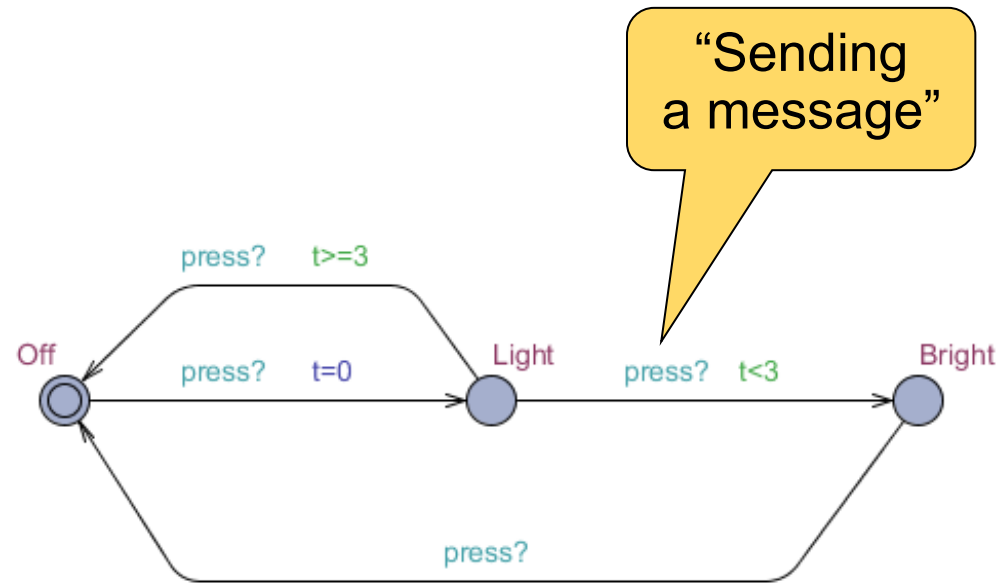 “Sending
a message”
press? t>=3
Off
press? t=0
Light
press? t<3
Bright
press?